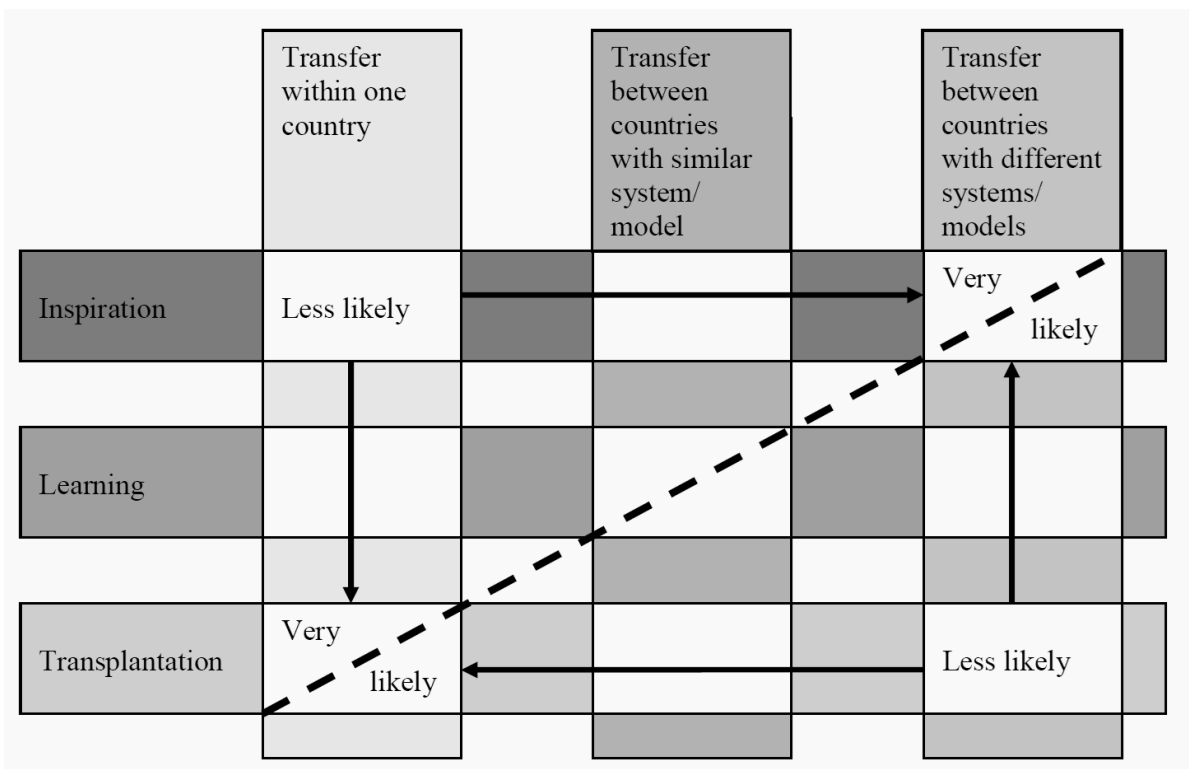 Transfer
within one
country
Transfer
between
countries
with similar
system/
model
Transfer
between
countries
with different
systems/
models
Inspiration
Less likely
Very
likely
Learning
Transplantation
Very
likely
Less likely